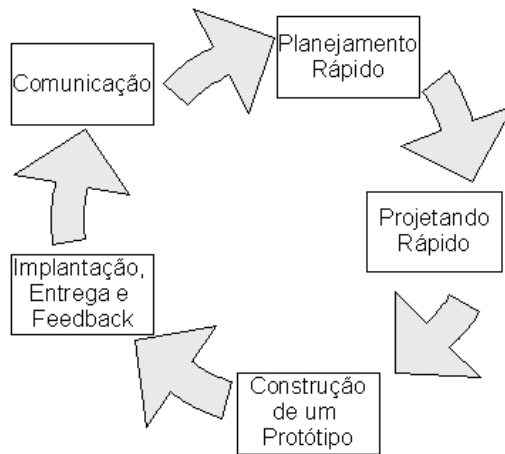 Comunicação
Planejamento
Rápido
Projetando
Rápido
Construção
de um
Protótipo
Implantação,
Entrega e
Feedback